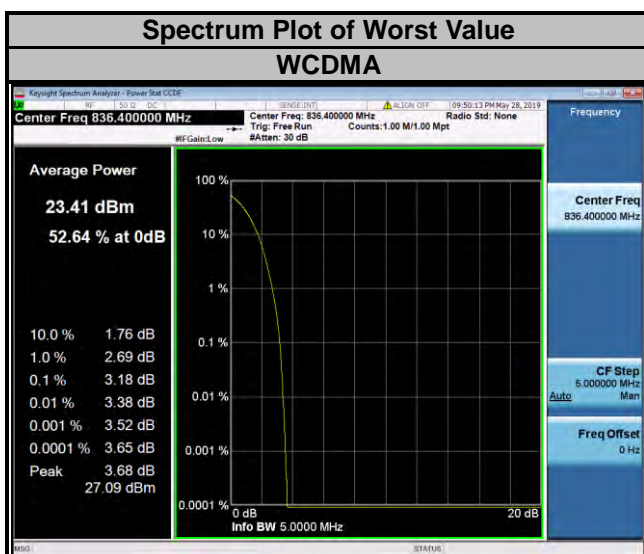 Spectrum Plot of Worst Value
WCDMA
Keysight Spectrum Analyzer - Power Stat CCDF
RF 50 Ω DC SENSE:INT ALIGN OFF 09:50:13 PM May 28, 2019
Center Freq 836.400000 MHz
Center Freq: 836.400000 MHz Radio Std: None
Trig: Free Run Counts:1.00 M/1.00 Mpt
#IFGain:Low #Atten: 30 dB
Frequency
Average Power
23.41 dBm
52.64 % at 0dB
10.0 % 1.76 dB
1.0 % 2.69 dB
0.1 % 3.18 dB
0.01 % 3.38 dB
0.001 % 3.52 dB
0.0001 % 3.65 dB
Peak 3.68 dB
27.09 dBm
100 %
10 %
1 %
0.1 %
0.01 %
0.001 %
0.0001 %
0 dB 20 dB
Info BW 5.0000 MHz
Center Freq
836.400000 MHz
CF Step
5.000000 MHz
Auto Man
Freq Offset
0 Hz
MSG STATUS